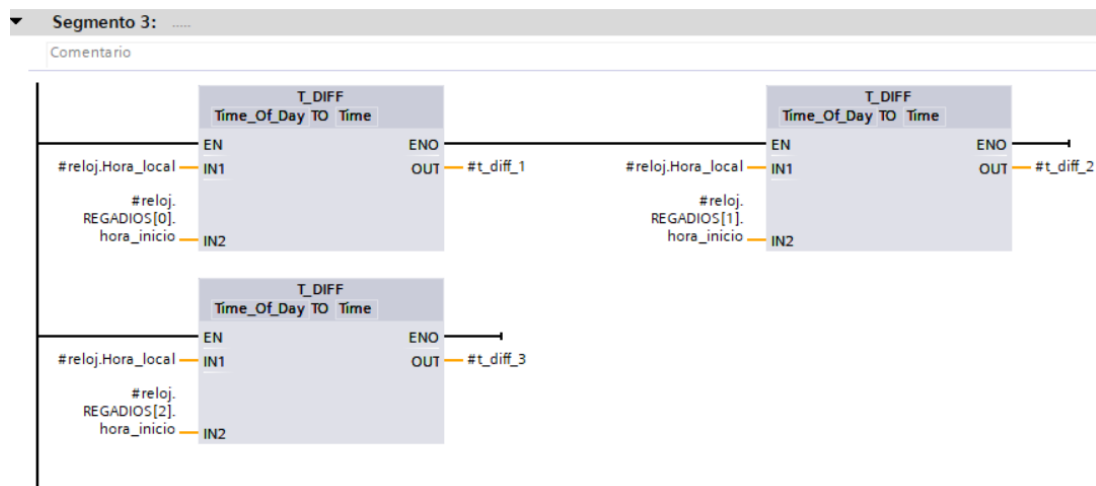 Segmento 3: .....
Comentario
T_DIFF
Time_Of_Day TO Time
EN ENO
#reloj.Hora_local IN1 OUT #t_diff_1
#reloj.
REGADIOS[0].
hora_inicio IN2
T_DIFF
Time_Of_Day TO Time
EN ENO
#reloj.Hora_local IN1 OUT #t_diff_2
#reloj.
REGADIOS[1].
hora_inicio IN2
T_DIFF
Time_Of_Day TO Time
EN ENO
#reloj.Hora_local IN1 OUT #t_diff_3
#reloj.
REGADIOS[2].
hora_inicio IN2